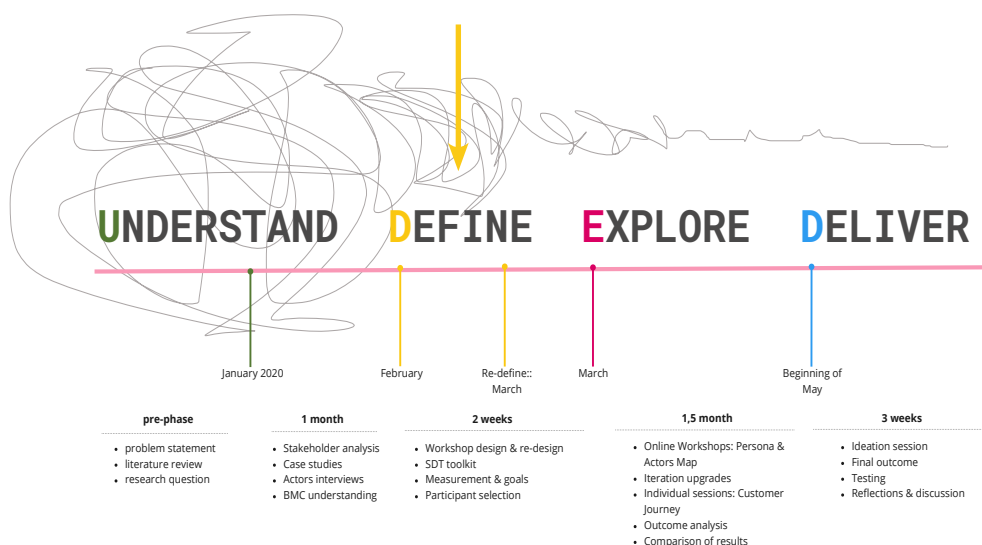 UNDERSTAND DEFINE EXPLORE DELIVER
January 2020
February
Re-define::
March
March
Beginning of
May
pre-phase
• problem statement
• literature review
• research question
1 month
• Stakeholder analysis
• Case studies
• Actors interviews
• BMC understanding
2 weeks
• Workshop design & re-design
• SDT toolkit
• Measurement & goals
• Participant selection
1,5 month
• Online Workshops: Persona &
Actors Map
• Iteration upgrades
• Individual sessions: Customer
Journey
• Outcome analysis
• Comparison of results
3 weeks
• Ideation session
• Final outcome
• Testing
• Reflections & discussion